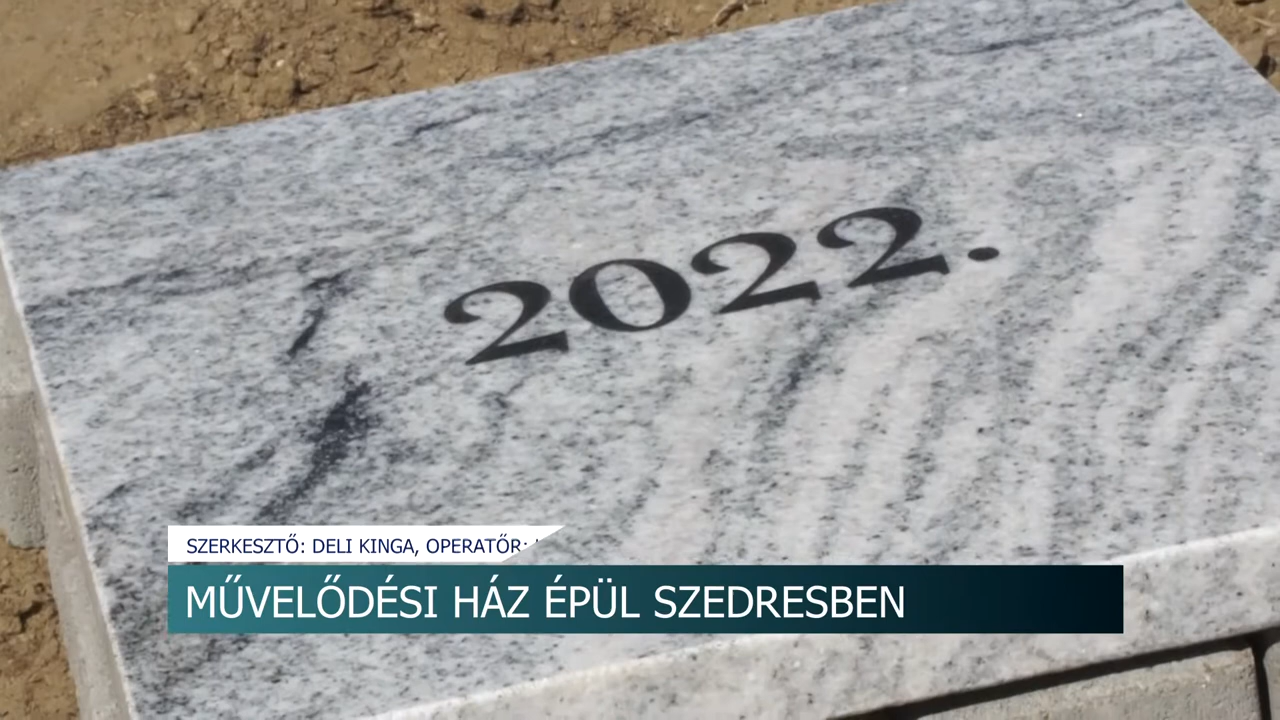 2022.
SZERKESZTŐ: DELI KINGA, OPERATŐR:
MŰVELŐDÉSI HÁZ ÉPÜL SZEDRESBEN